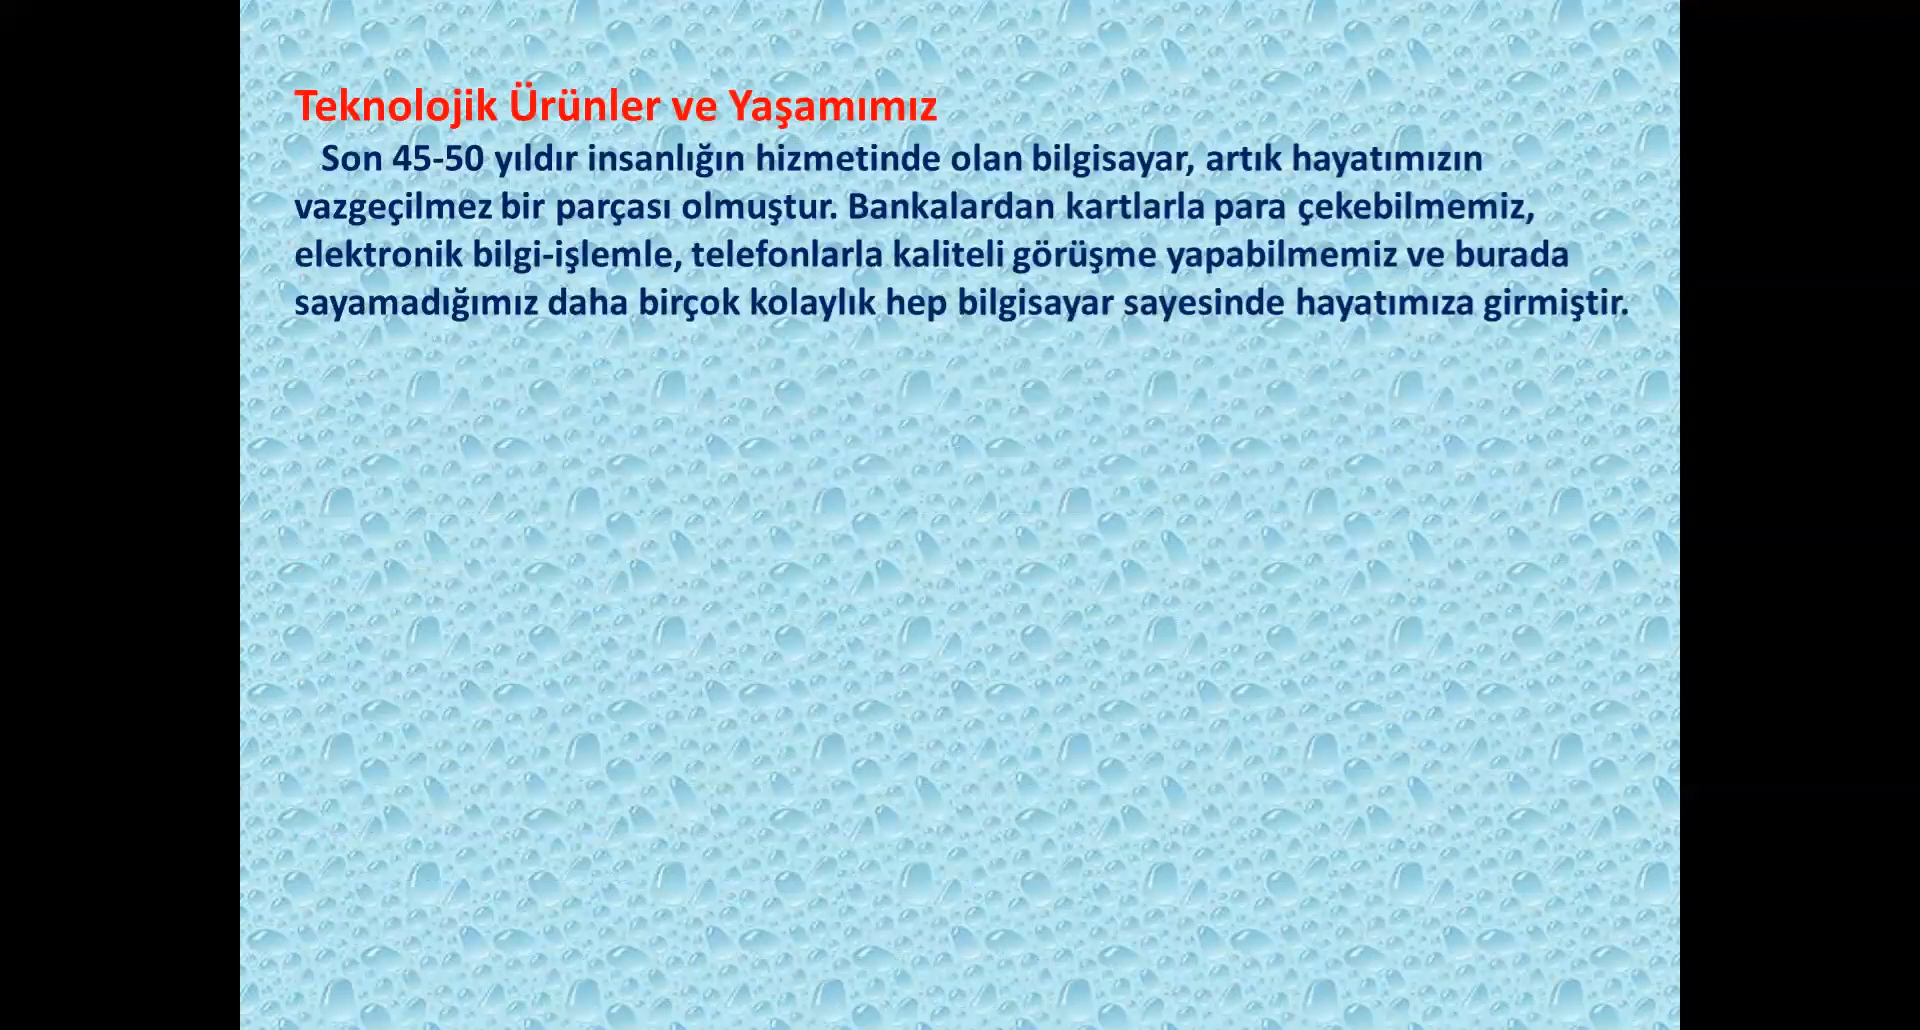 Teknolojik Ürünler ve Yaşamımız
Son 45-50 yıldır insanlığın hizmetinde olan bilgisayar, artık hayatımızın
vazgeçilmez bir parçası olmuştur. Bankalardan kartlarla para çekebilmemiz,
elektronik bilgi-işlemle, telefonlarla kaliteli görüşme yapabilmemiz ve burada
sayamadığımız daha birçok kolaylık hep bilgisayar sayesinde hayatımıza girmiştir.